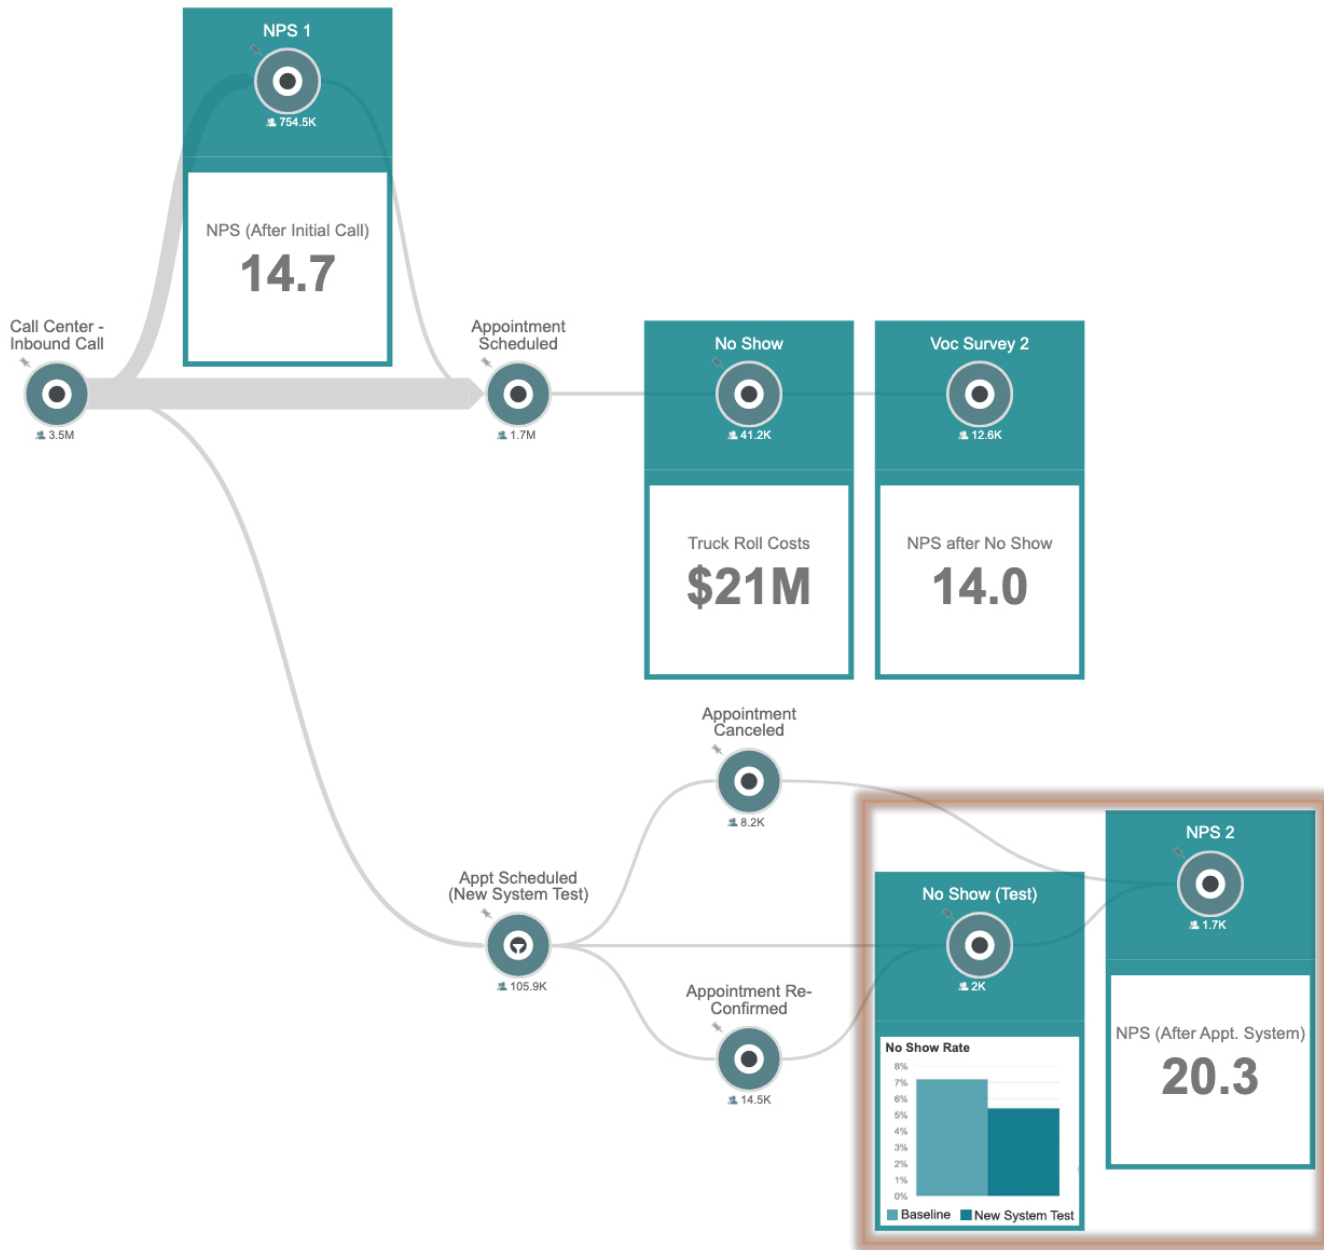 NPS 1
754.5K
NPS (After Initial Call)
14.7
Call Center -
Inbound Call
3.5M
Appointment
Scheduled
1.7M
No Show
41.2K
Truck Roll Costs
$21M
Voc Survey 2
12.6K
NPS after No Show
14.0
Appointment
Canceled
8.2K
Appt Scheduled
(New System Test)
105.9K
Appointment Re-
Confirmed
14.5K
No Show (Test)
2K
No Show Rate
8%
7%
6%
5%
4%
3%
2%
1%
0%
Baseline
New System Test
NPS 2
1.7K
NPS (After Appt. System)
20.3